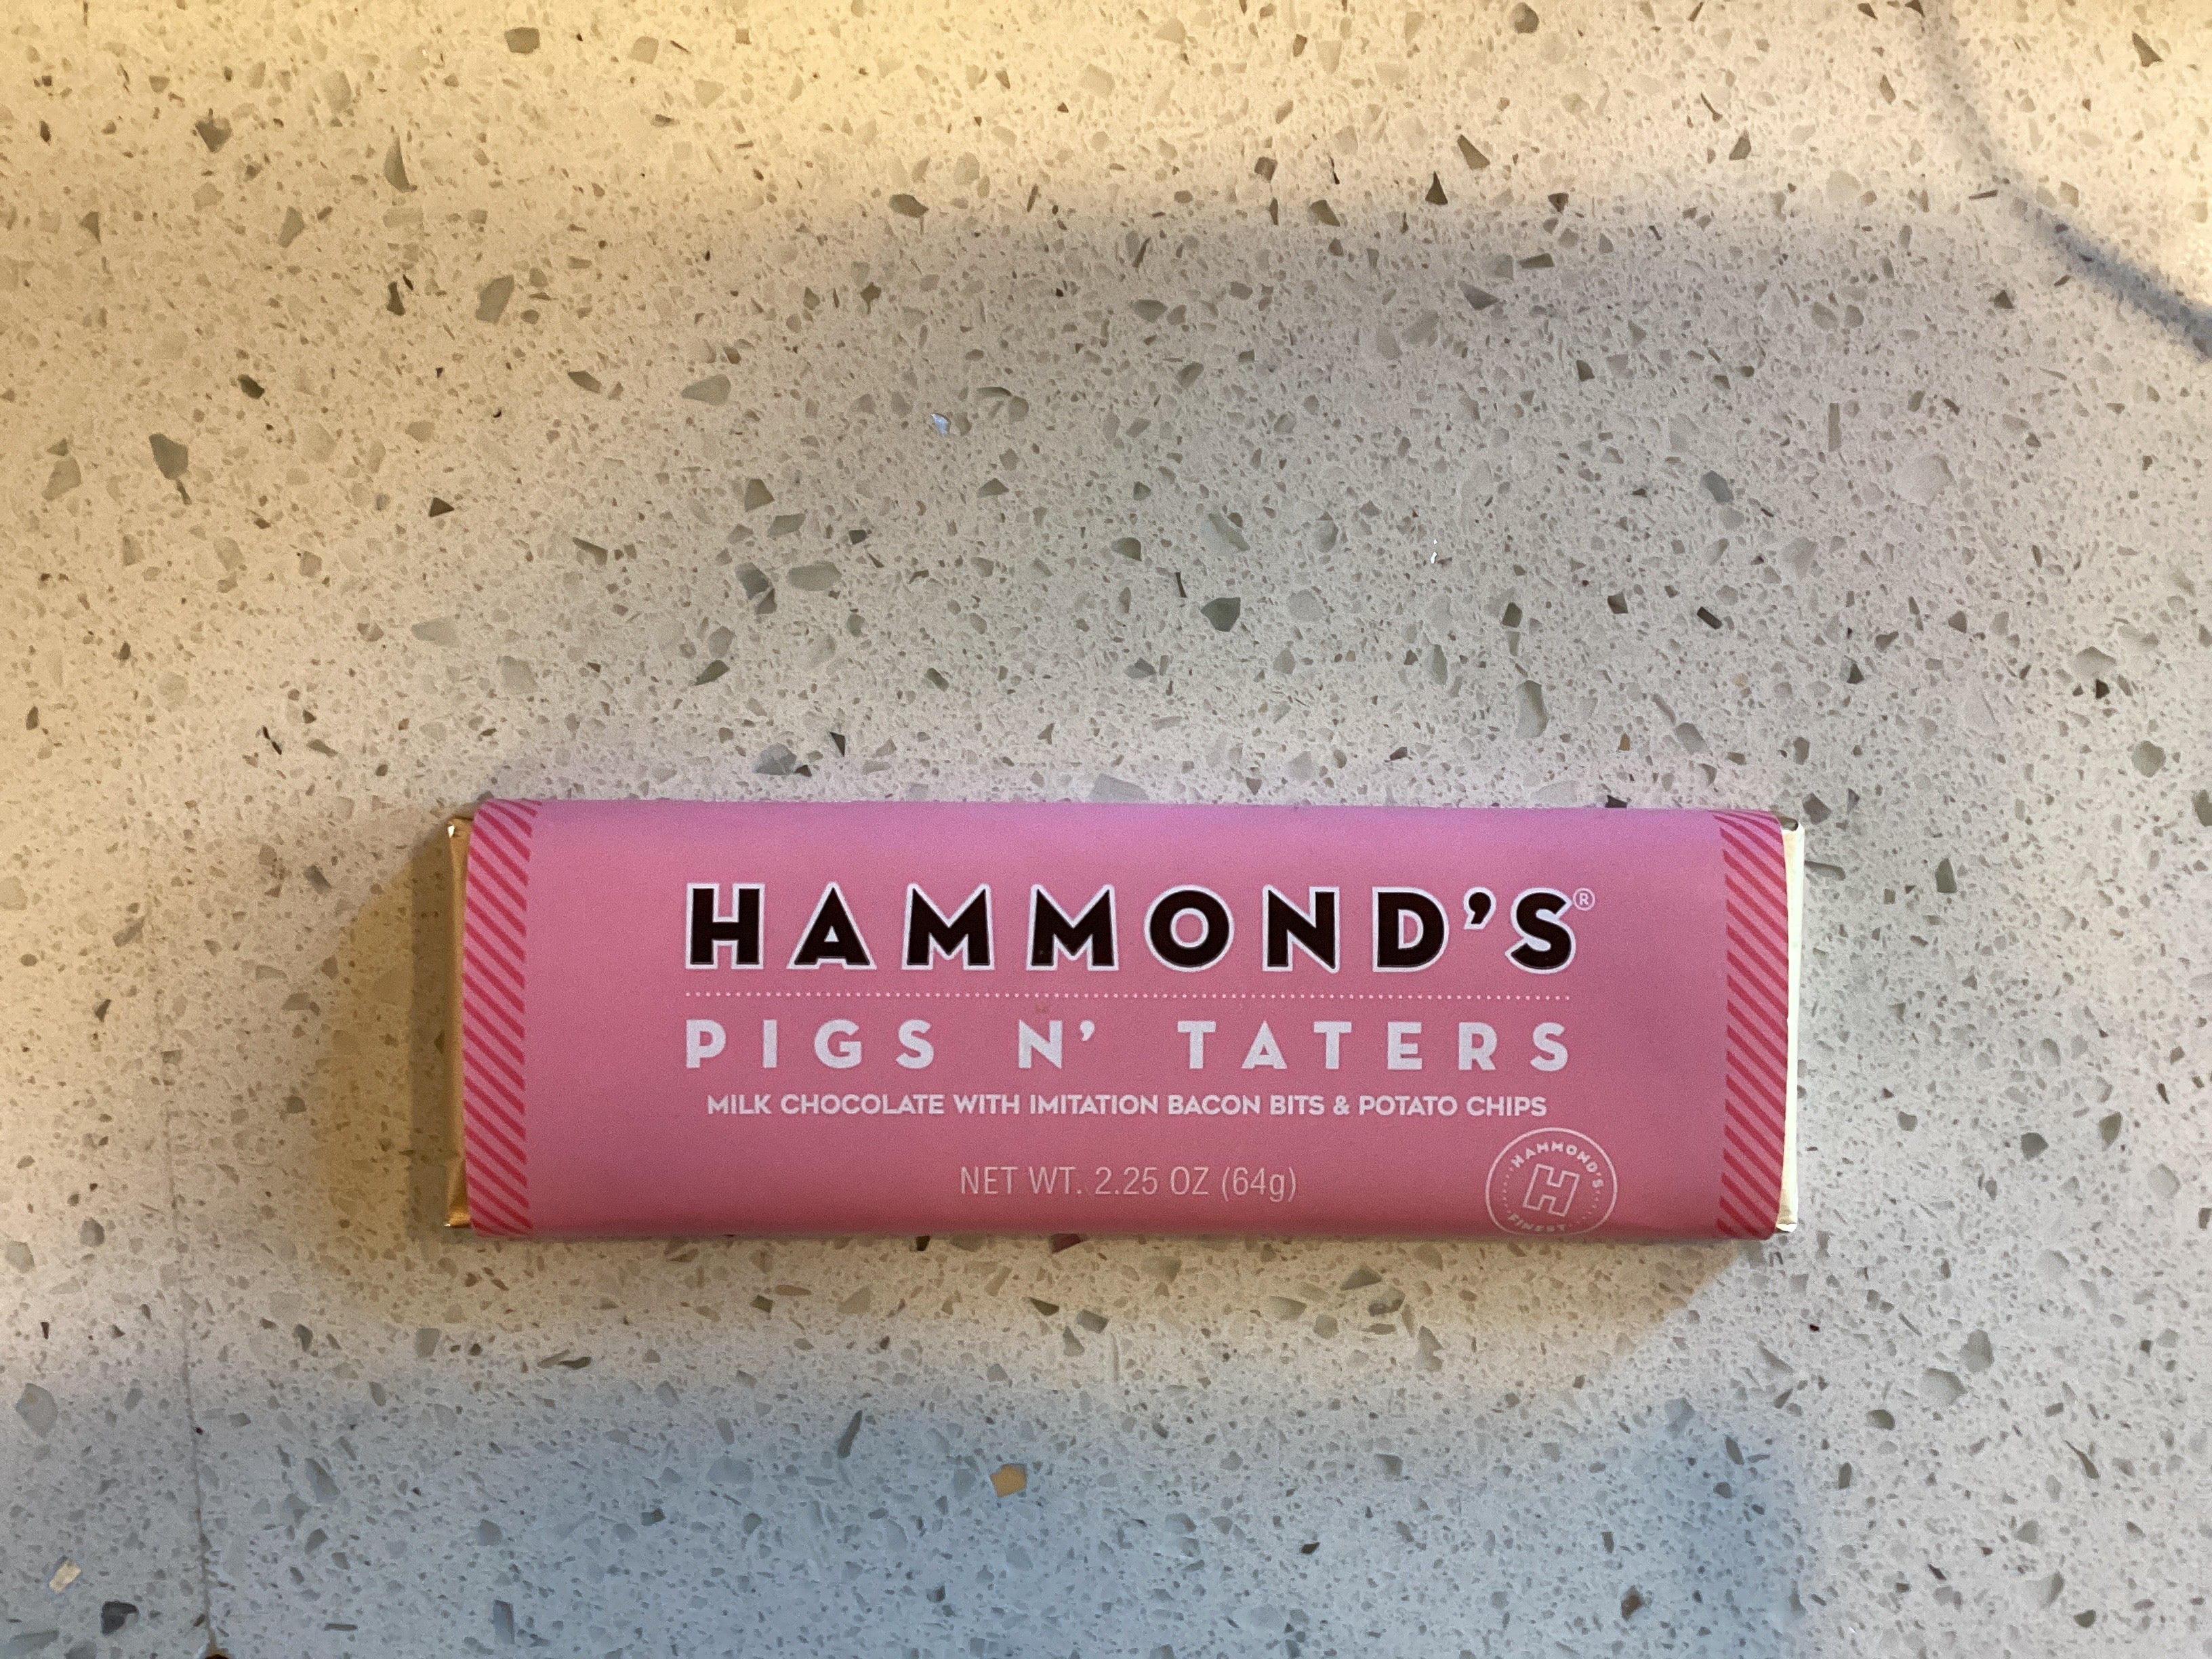 HAMMOND'S®
PIGS N' TATERS
MILK CHOCOLATE WITH IMITATION BACON BITS & POTATO CHIPS
NET WT. 2.25 OZ (64g)
HAMMOND'S
H
FINEST